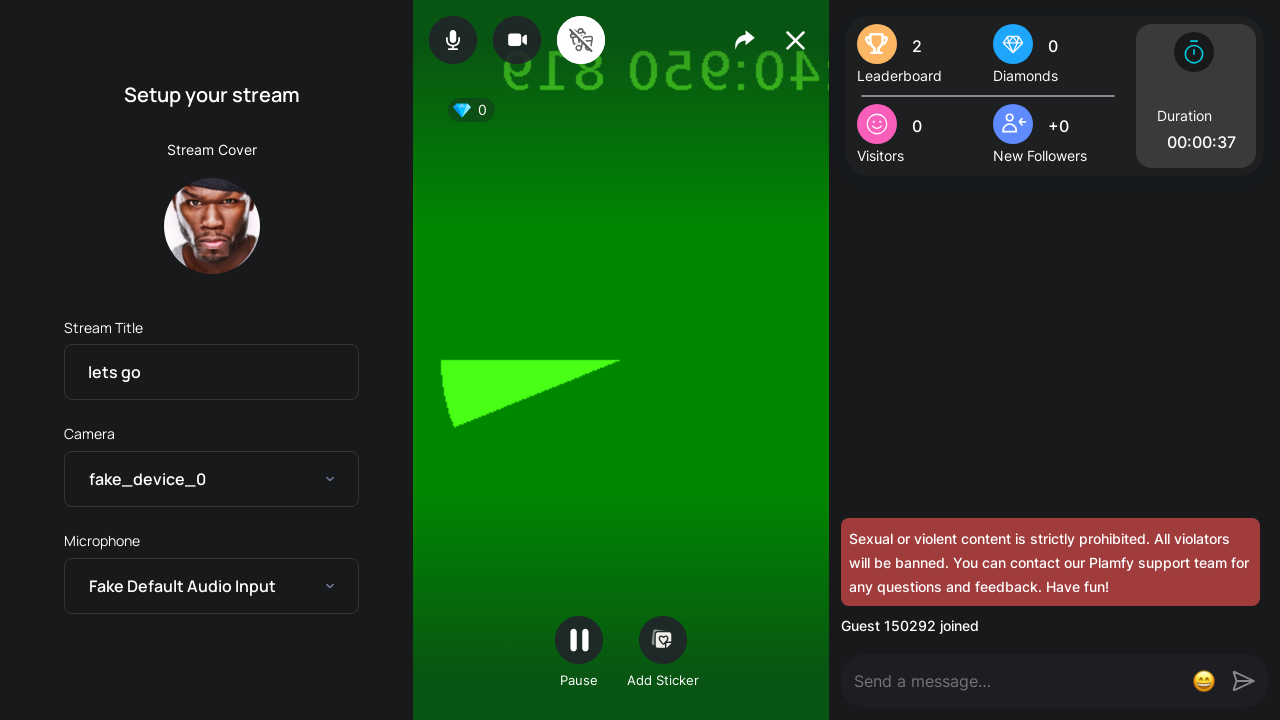 Setup your stream
Stream Cover
Stream Title
lets go
Camera
fake_device_0
Microphone
Fake Default Audio Input
0
Pause
Add Sticker
2
Leaderboard
0
Diamonds
0
Visitors
+0
New Followers
Duration
00:00:37
Sexual or violent content is strictly prohibited. All violators
will be banned. You can contact our Plamfy support team for
any questions and feedback. Have fun!
Guest 150292 joined
Send a message...